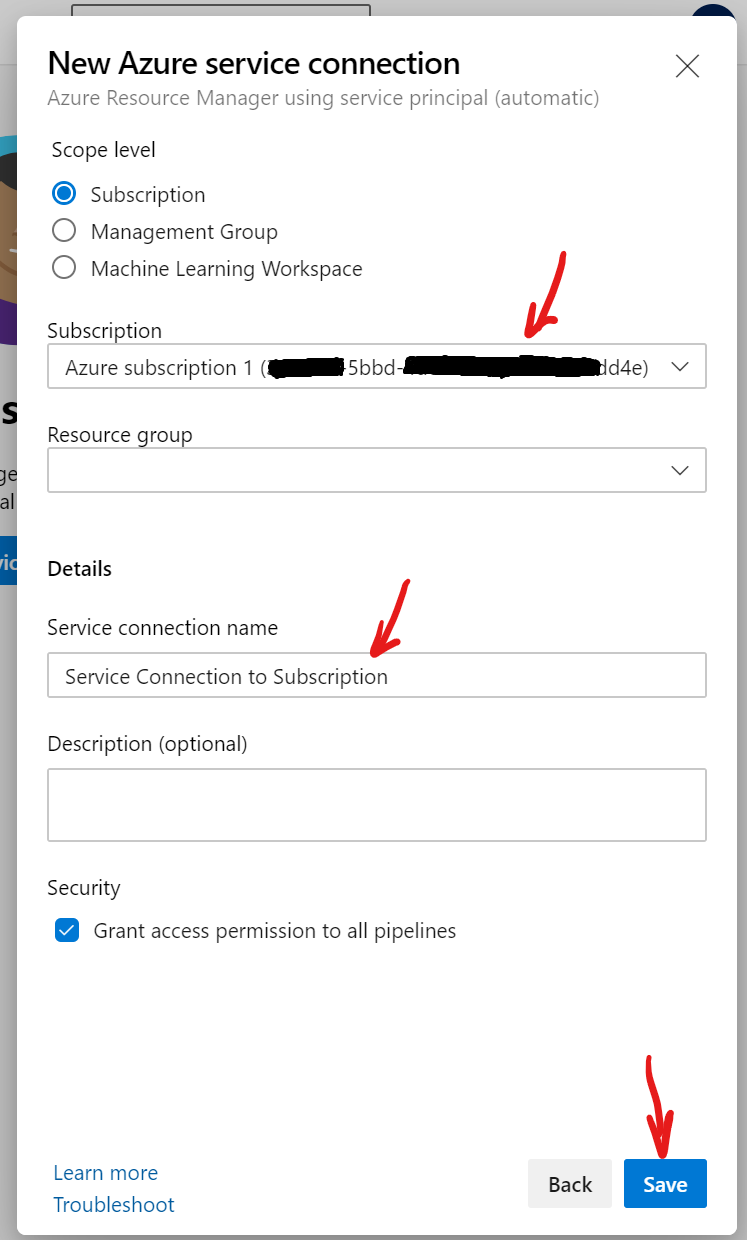 New Azure service connection
Azure Resource Manager using service principal (automatic)
Scope level
Subscription
Management Group
Machine Learning Workspace
Subscription
Azure subscription 1 ( -5bbd- dd4e)
Resource group
Details
Service connection name
Service Connection to Subscription
Description (optional)
Security
Grant access permission to all pipelines
Learn more
Troubleshoot
Back
Save